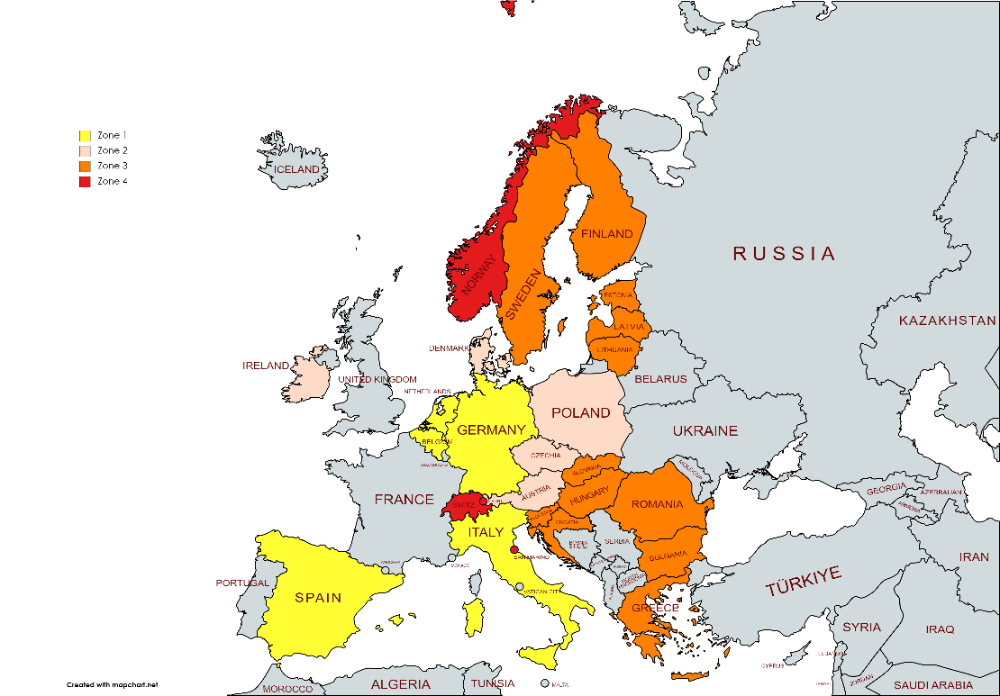 Zone 1
Zone 2
Zone 3
Zone 4
ICELAND
RUSSIA
FINLAND
NORWAY
SWEDEN
ESTONIA
LATVIA
LITHUANIA
KAZAKHSTAN
DENMARK
IRELAND
UNITED KINGDOM
NETHERLANDS
BELARUS
POLAND
GERMANY
BELGIUM
UKRAINE
LUXEMBOURG
CZECHIA
SLOVAKIA
MOLDOVA
FRANCE
AUSTRIA
HUNGARY
ROMANIA
GEORGIA
AZERBAIJAN
ARMENIA
SWITZ.
ITALY
CROATIA
SERBIA
BULGARIA
SAN MARINO
ANDORRA
MONACO
IRAN
PORTUGAL
SPAIN
VATICAN CITY
GREECE
TÜRKIYE
SYRIA
IRAQ
LEBANON
CYPRUS
JORDAN
ISRAEL
SAUDI ARABIA
MOROCCO
ALGERIA
TUNISIA
MALTA
Created with mapchart.net